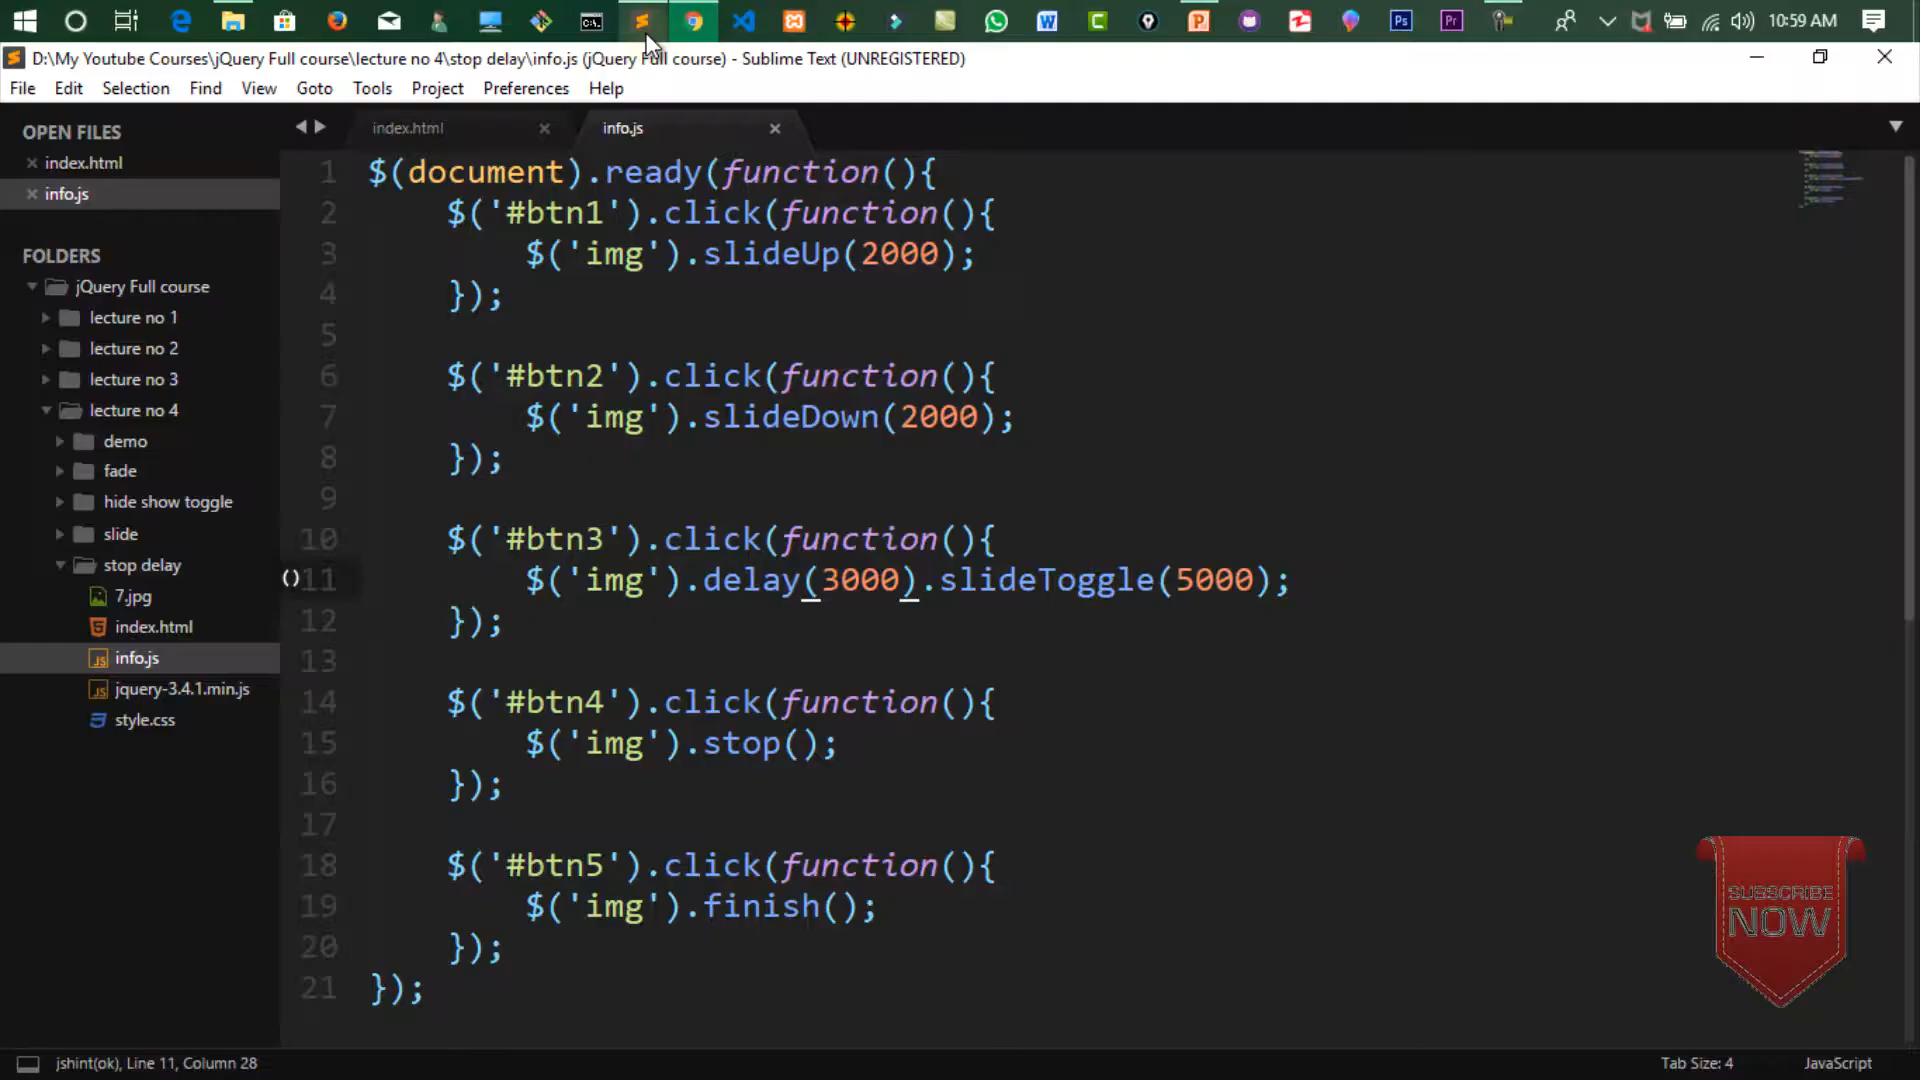 10:59 AM
D:\My Youtube Courses\jQuery Full course\lecture no 4\stop delay\info.js (jQuery Full course) - Sublime Text (UNREGISTERED)
File Edit Selection Find View Goto Tools Project Preferences Help
OPEN FILES
index.html
info.js
FOLDERS
jQuery Full course
lecture no 1
lecture no 2
lecture no 3
lecture no 4
demo
fade
hide show toggle
slide
stop delay
7.jpg
index.html
info.js
jquery-3.4.1.min.js
style.css
index.html info.js
1 $(document).ready(function(){
2 $('#btn1').click(function(){
3 $('img').slideUp(2000);
4 });
5
6 $('#btn2').click(function(){
7 $('img').slideDown(2000);
8 });
9
10 $('#btn3').click(function(){
11 $('img').delay(3000).slideToggle(5000);
12 });
13
14 $('#btn4').click(function(){
15 $('img').stop();
16 });
17
18 $('#btn5').click(function(){
19 $('img').finish();
20 });
21 });
SUBSCRIBE
NOW
jshint(ok), Line 11, Column 28
Tab Size: 4 JavaScript